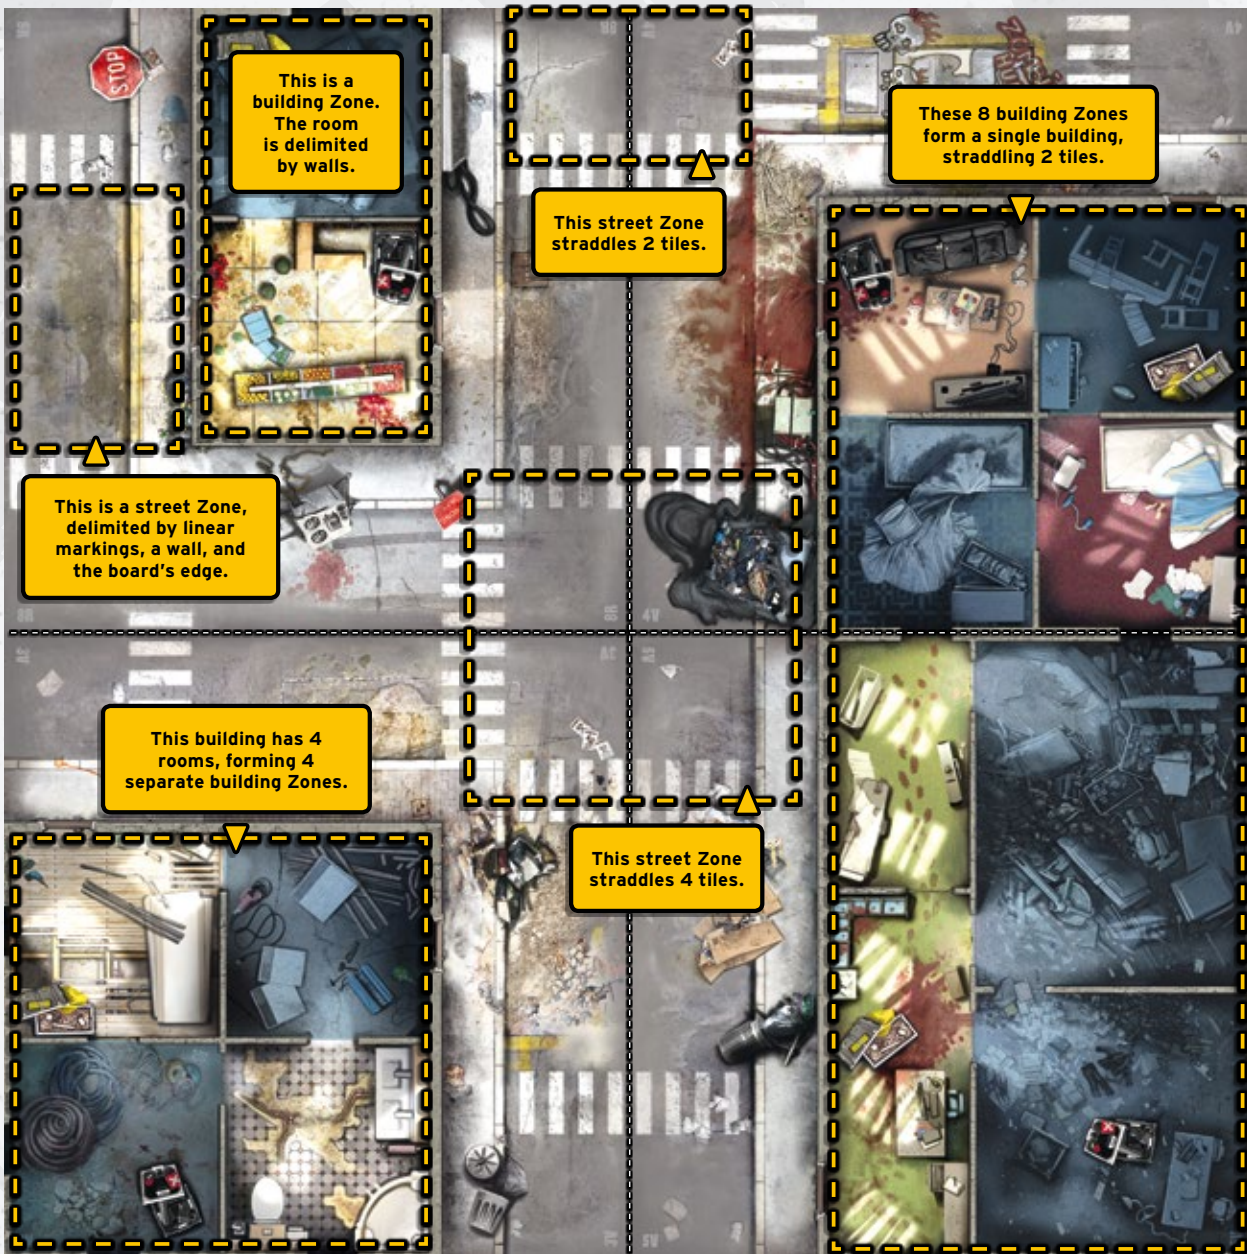 STOP
This is a
building Zone.
The room
is delimited
by walls.
These 8 building Zones
form a single building,
straddling 2 tiles.
This street Zone
straddles 2 tiles.
This is a street Zone,
delimited by linear
markings, a wall, and
the board's edge.
This building has 4
rooms, forming 4
separate building Zones.
This street Zone
straddles 4 tiles.